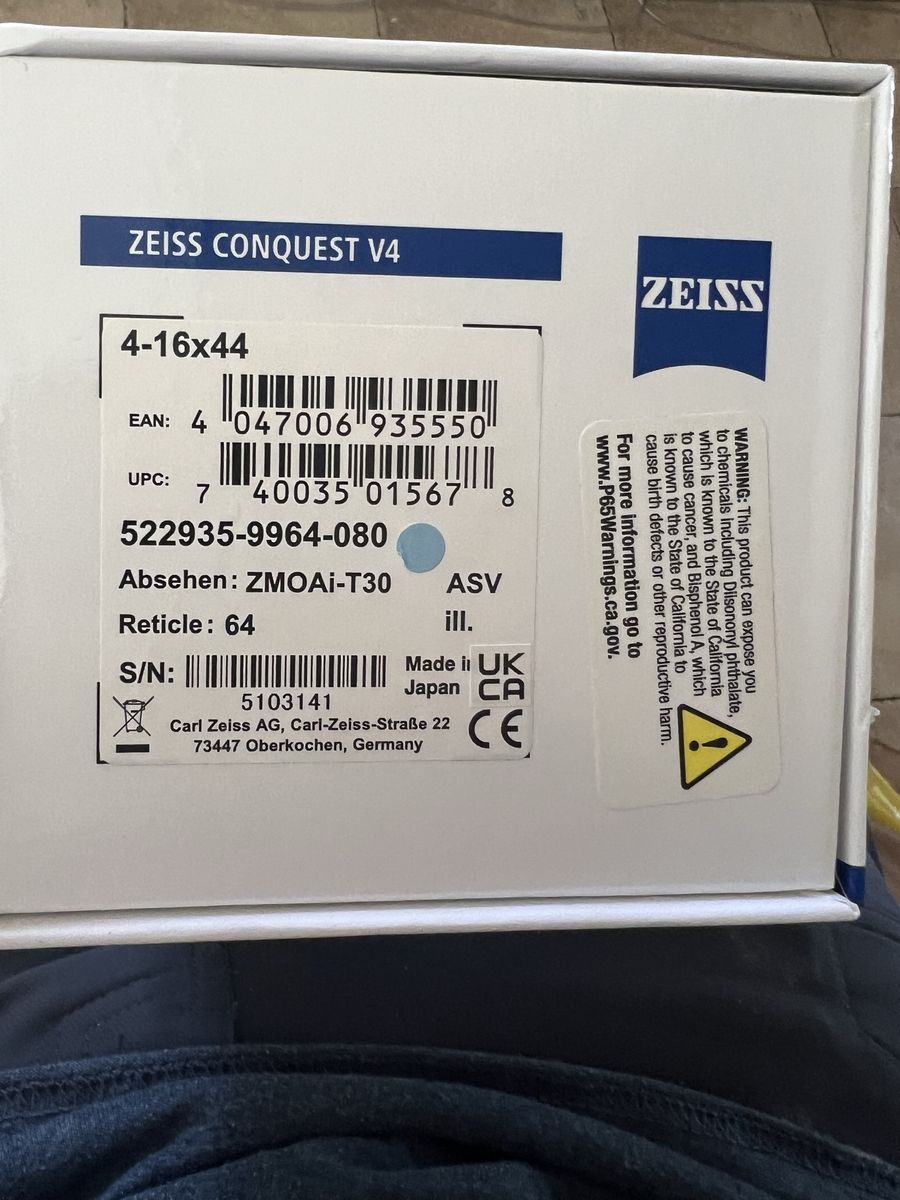 ZEISS CONQUEST V4
ZEISS
4-16x44
EAN: 4 047006 935550
UPC: 7 40035 01567 8
522935-9964-080
Absehen: ZMOAi-T30 ASV
Reticle: 64 ill.
S/N:
5103141
Made in
Japan
UK
CA
CE
Carl Zeiss AG, Carl-Zeiss-Straße 22
73447 Oberkochen, Germany
WARNING: This product can expose you
to chemicals including Diisononyl phthalate,
which is known to the State of California
to cause cancer, and Bisphenol A, which
is known to the State of California to
cause birth defects or other reproductive harm.
For more information go to
www.P65Warnings.ca.gov.